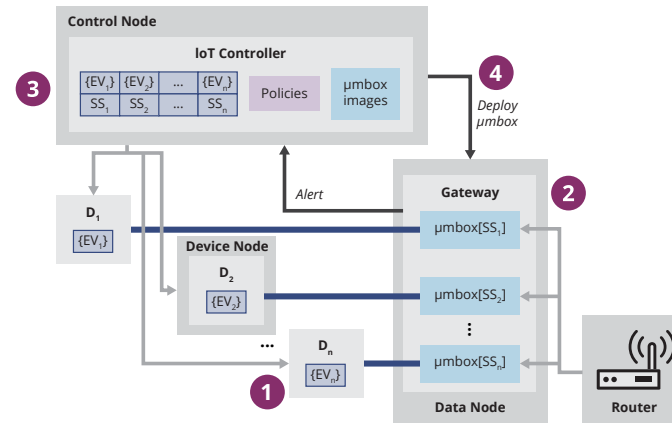 Control Node
IoT Controller
{EV₁} {EV₂} ... {EVₙ}
SS₁ SS₂ ... SSₙ
Policies
µmbox
images
3
4
Deploy
µmbox
Alert
2
Gateway
D₁
{EV₁}
µmbox[SS₁]
Device Node
D₂
{EV₂}
µmbox[SS₂]
...
⋮
Dₙ
{EVₙ}
µmbox[SSₙ]
1
Data Node
Router